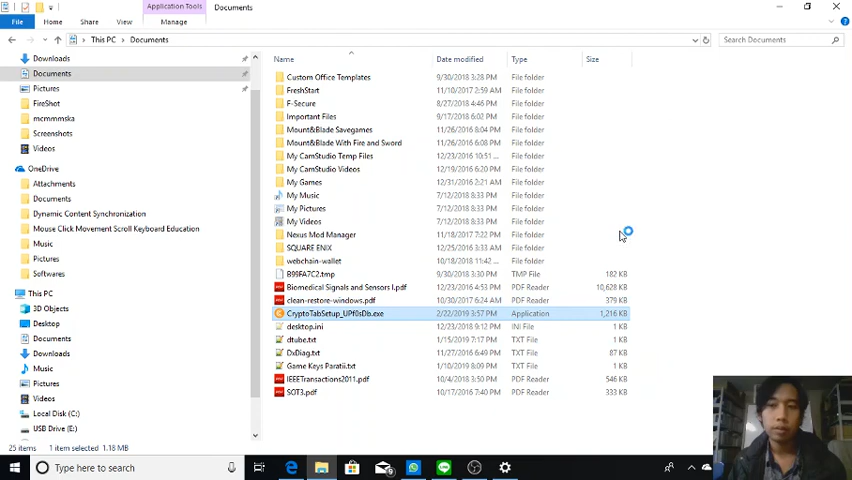 Application Tools
Documents
File
Home
Share
View
Manage
This PC
Documents
Search Documents
Downloads
Documents
Pictures
FireShot
mcmmmska
Screenshots
Videos
OneDrive
Attachments
Documents
Dynamic Content Synchronization
Mouse Click Movement Scroll Keyboard Education
Music
Pictures
Softwares
This PC
3D Objects
Desktop
Documents
Downloads
Music
Pictures
Videos
Local Disk (C:)
USB Drive (E:)
Name Date modified Type Size
Custom Office Templates 9/30/2018 3:28 PM File folder
FreshStart 11/10/2017 2:59 AM File folder
F-Secure 8/27/2018 4:46 PM File folder
Important Files 9/17/2018 6:02 PM File folder
Mount&Blade Savegames 11/26/2016 8:04 PM File folder
Mount&Blade With Fire and Sword 11/26/2016 6:08 PM File folder
My CamStudio Temp Files 12/23/2016 10:51 ... File folder
My CamStudio Videos 12/19/2016 6:20 PM File folder
My Games 12/31/2016 2:21 AM File folder
My Music 7/12/2018 8:33 PM File folder
My Pictures 7/12/2018 8:33 PM File folder
My Videos 7/12/2018 8:33 PM File folder
Nexus Mod Manager 11/18/2017 7:22 PM File folder
SQUARE ENIX 12/25/2016 3:33 AM File folder
webchain-wallet 10/18/2018 11:42 ... File folder
B99FA7C2.tmp 9/30/2018 3:30 PM TMP File 182 KB
Biomedical Signals and Sensors I.pdf 12/23/2016 4:53 PM PDF Reader 10,628 KB
clean-restore-windows.pdf 10/30/2017 6:24 AM PDF Reader 379 KB
CryptoTabSetup_UPf0sDb.exe 2/22/2019 3:57 PM Application 1,216 KB
desktop.ini 12/23/2018 9:12 PM INI File 1 KB
dtube.txt 1/15/2019 7:17 PM TXT File 1 KB
DxDiag.txt 11/27/2016 6:49 PM TXT File 87 KB
Game Keys Paratii.txt 1/10/2019 8:09 PM TXT File 1 KB
IEEETransactions2011.pdf 10/4/2018 3:50 PM PDF Reader 546 KB
SOT3.pdf 10/17/2016 7:40 PM PDF Reader 333 KB
25 items 1 item selected 1.18 MB
Type here to search